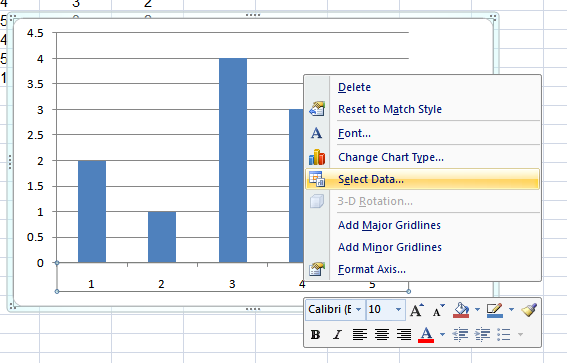 4 3 2
5
4
5
1
4.5
4
3.5
3
2.5
2
1.5
1
0.5
0
1 2 3 4 5
Delete
Reset to Match Style
Font...
Change Chart Type...
Select Data...
3-D Rotation...
Add Major Gridlines
Add Minor Gridlines
Format Axis...
Calibri (E 10 A A
B I A